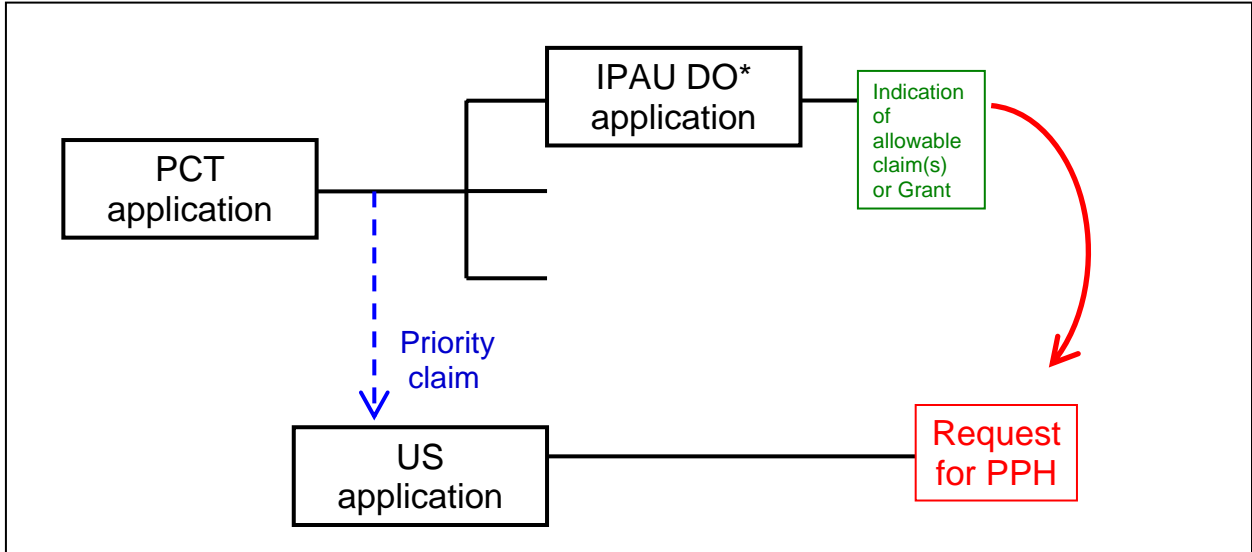 IPAU DO*
application
Indication
of
allowable
claim(s)
or Grant
PCT
application
Priority
claim
US
application
Request
for PPH